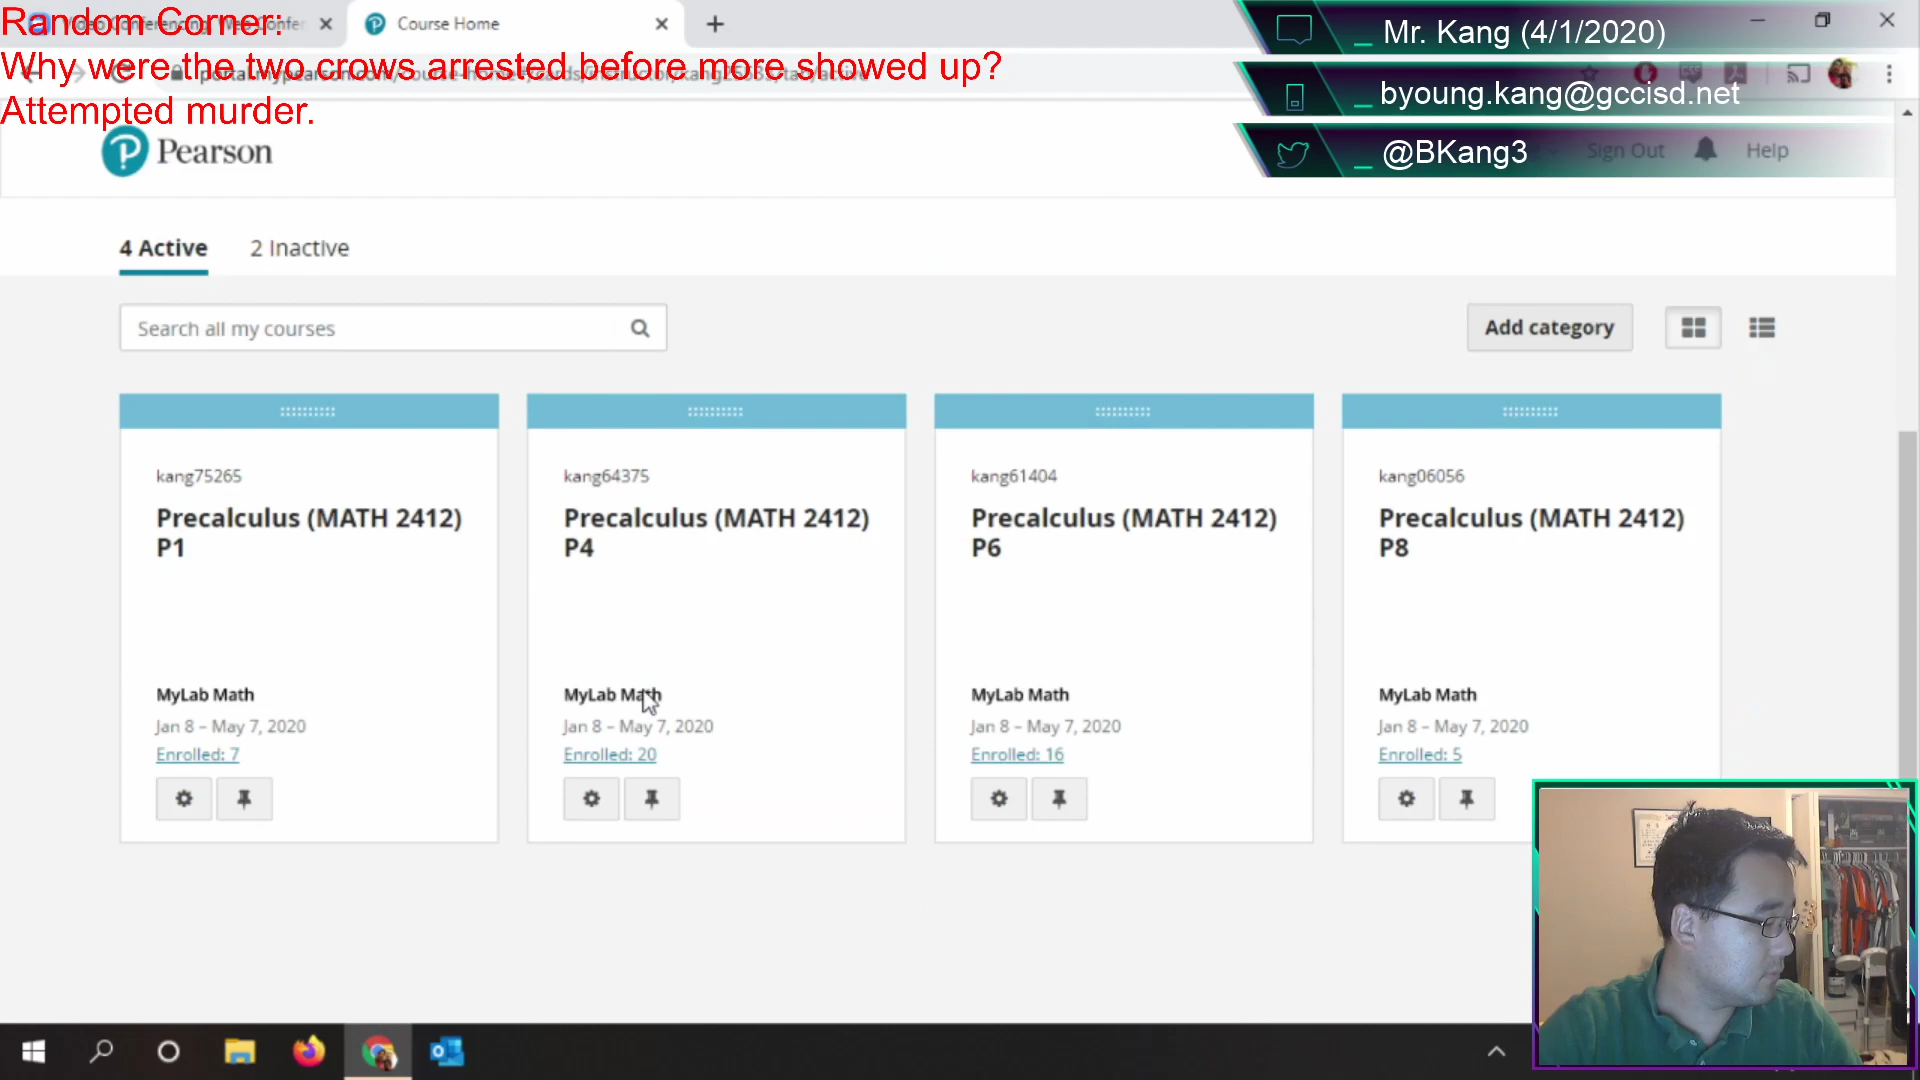 Random Corner:
Why were the two crows arrested before more showed up?
Attempted murder.
Course Home
Mr. Kang (4/1/2020)
byoung.kang@gccisd.net
@BKang3
Sign Out
Help
Pearson
4 Active
2 Inactive
Search all my courses
Add category
kang75265
Precalculus (MATH 2412)
P1
MyLab Math
Jan 8 – May 7, 2020
Enrolled: 7
kang64375
Precalculus (MATH 2412)
P4
MyLab Math
Jan 8 – May 7, 2020
Enrolled: 20
kang61404
Precalculus (MATH 2412)
P6
MyLab Math
Jan 8 – May 7, 2020
Enrolled: 16
kang06056
Precalculus (MATH 2412)
P8
MyLab Math
Jan 8 – May 7, 2020
Enrolled: 5